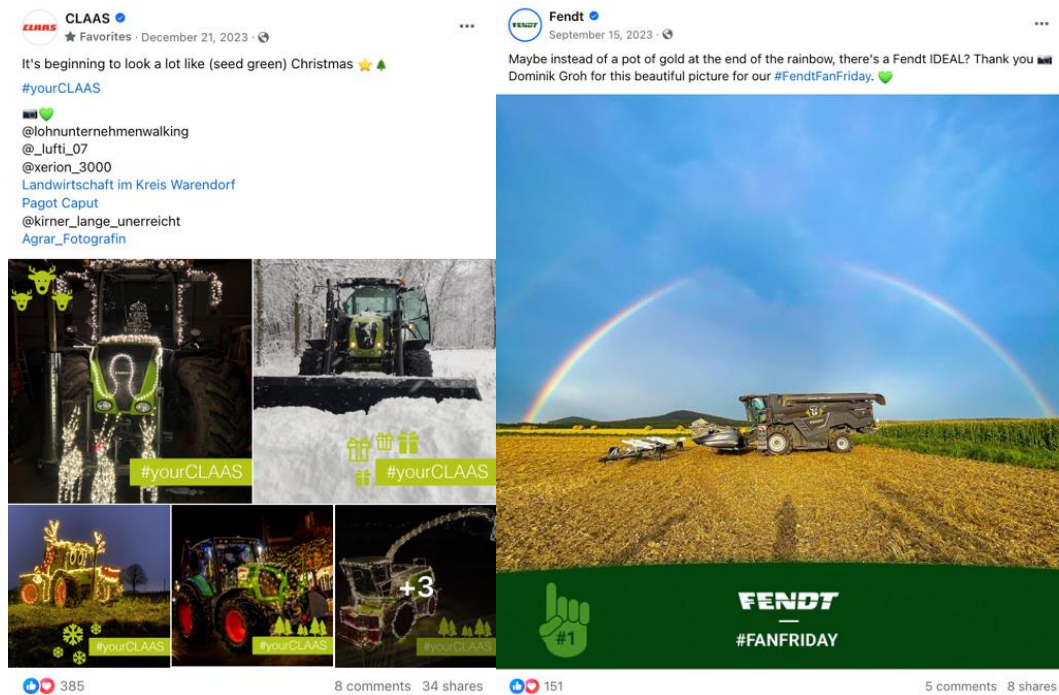 CLAAS
CLAAS
Favorites · December 21, 2023 ·
It's beginning to look a lot like (seed green) Christmas ⭐🌲
#yourCLAAS
📷💚
@lohnunternehmenwalking
@_lufti_07
@xerion_3000
Landwirtschaft im Kreis Warendorf
Pagot Caput
@kirner_lange_unerreicht
Agrar_Fotografin
#yourCLAAS
#yourCLAAS
#yourCLAAS
#yourCLAAS
+3
#yourCLAAS
385
8 comments 34 shares
FENDT
Fendt
September 15, 2023 ·
Maybe instead of a pot of gold at the end of the rainbow, there's a Fendt IDEAL? Thank you 📷
Dominik Groh for this beautiful picture for our #FendtFanFriday. 💚
#1
FENDT
#FANFRIDAY
151
5 comments 8 shares